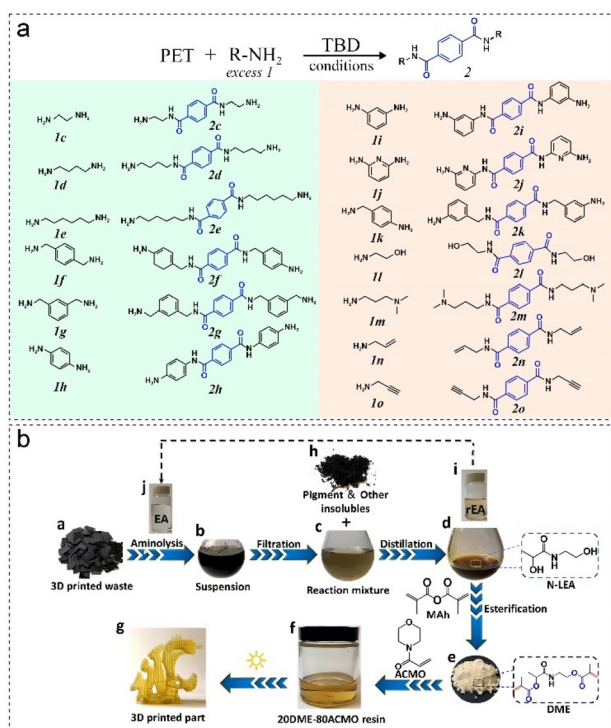 a
PET + R-NH2 TBD 2
excess 1 conditions
1c 2c 1i 2i
1d 2d 1j 2j
1e 2e 1k 2k
1f 2f 1l 2l
1g 2g 1m 2m
1h 2h 1n 2n
1o 2o
b
h
Pigment & Other
insolubles
+
j
EA
i
rEA
a
3D printed waste
Aminolysis
b
Suspension
Filtration
c
Reaction mixture
Distillation
d
N-LEA
Esterification
MAh
ACMO
g
3D printed part
f
20DME-80ACMO resin
e
DME